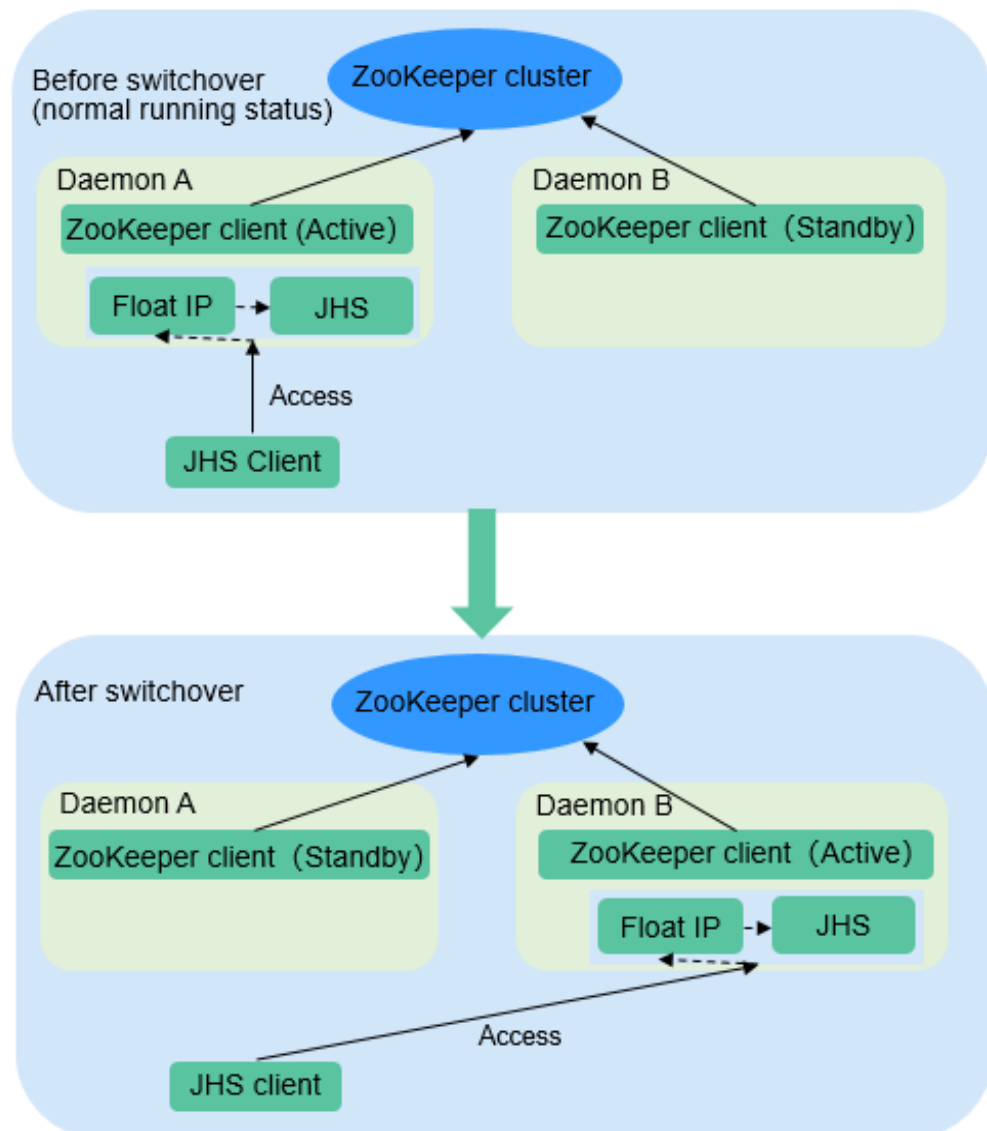 ZooKeeper cluster
Before switchover
(normal running status)
Daemon A
Daemon B
ZooKeeper client (Active）
ZooKeeper client（Standby）
Float IP
JHS
Access
JHS Client
ZooKeeper cluster
After switchover
Daemon A
Daemon B
ZooKeeper client（Standby）
ZooKeeper client（Active）
Float IP
JHS
Access
JHS client